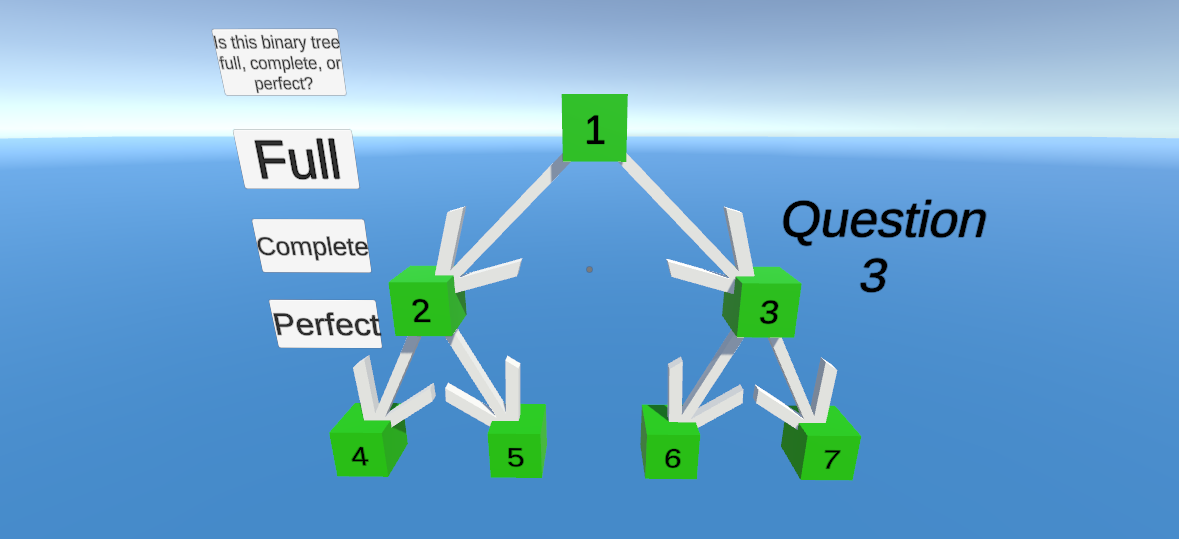 Is this binary tree
full, complete, or
perfect?
Full
Complete
Perfect
1
2
3
4
5
6
7
Question
3